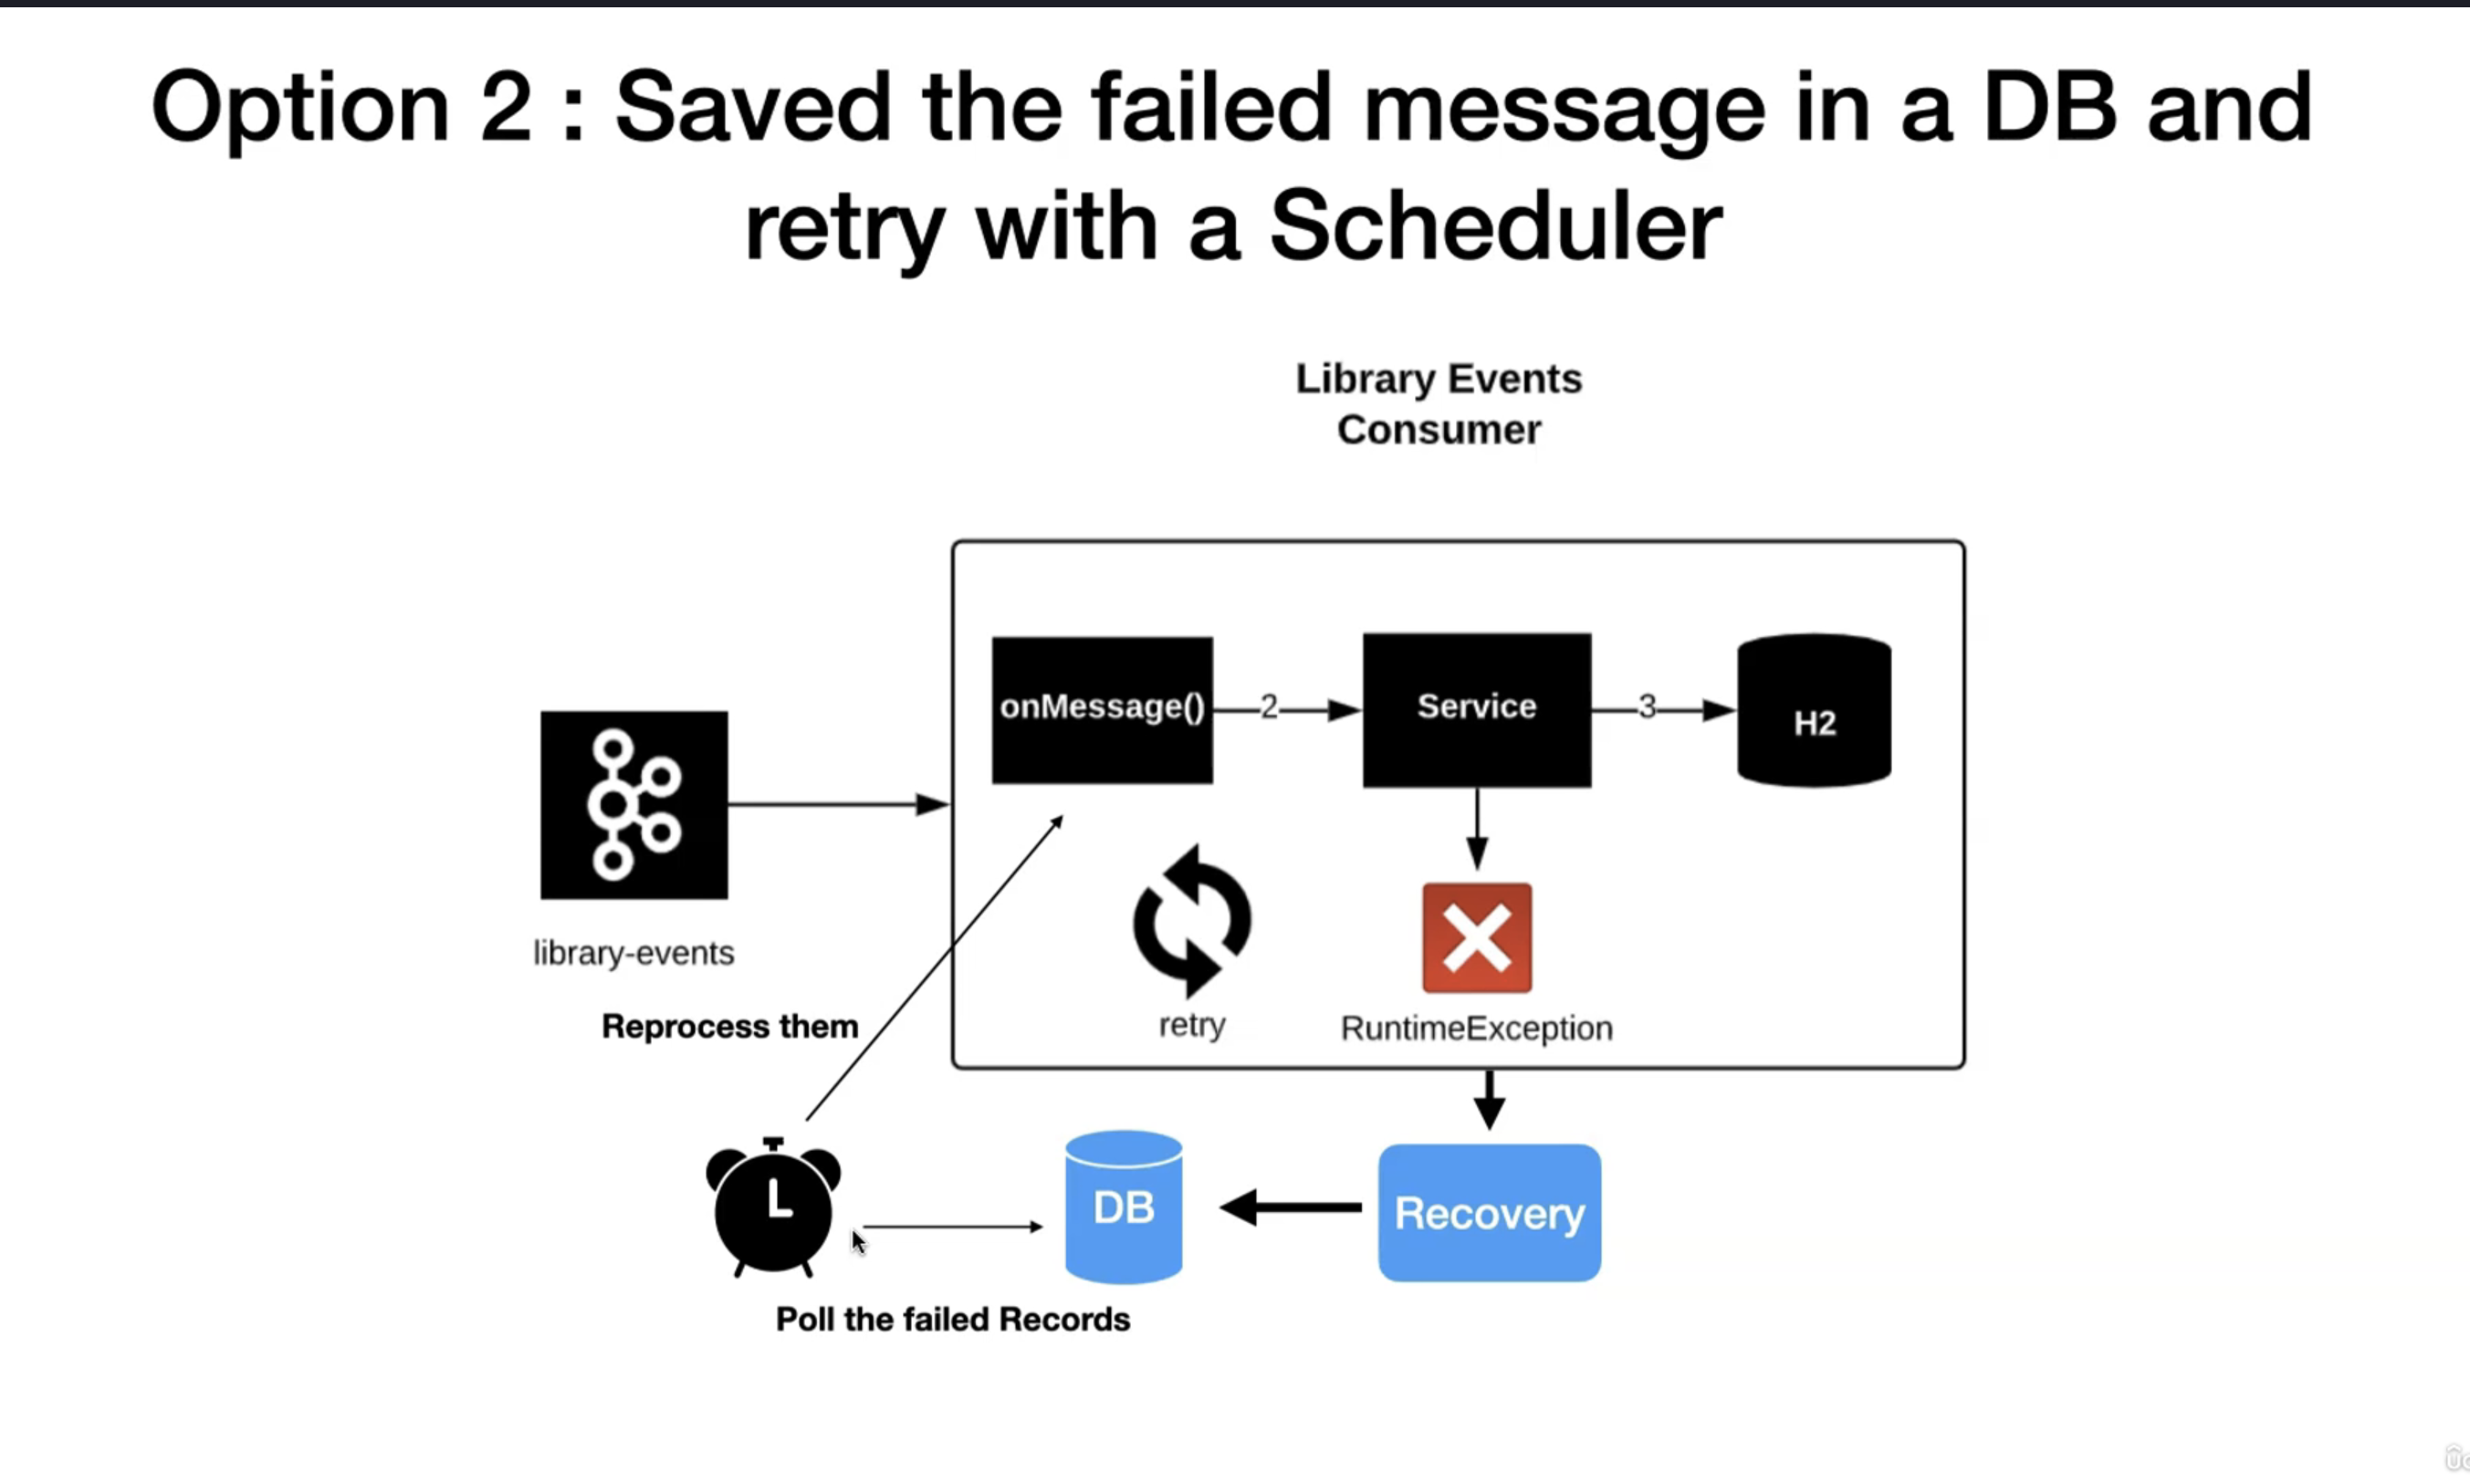 Option 2 : Saved the failed message in a DB and
retry with a Scheduler
Library Events
Consumer
onMessage()
2
Service
3
H2
library-events
Reprocess them
retry
RuntimeException
DB
Recovery
Poll the failed Records